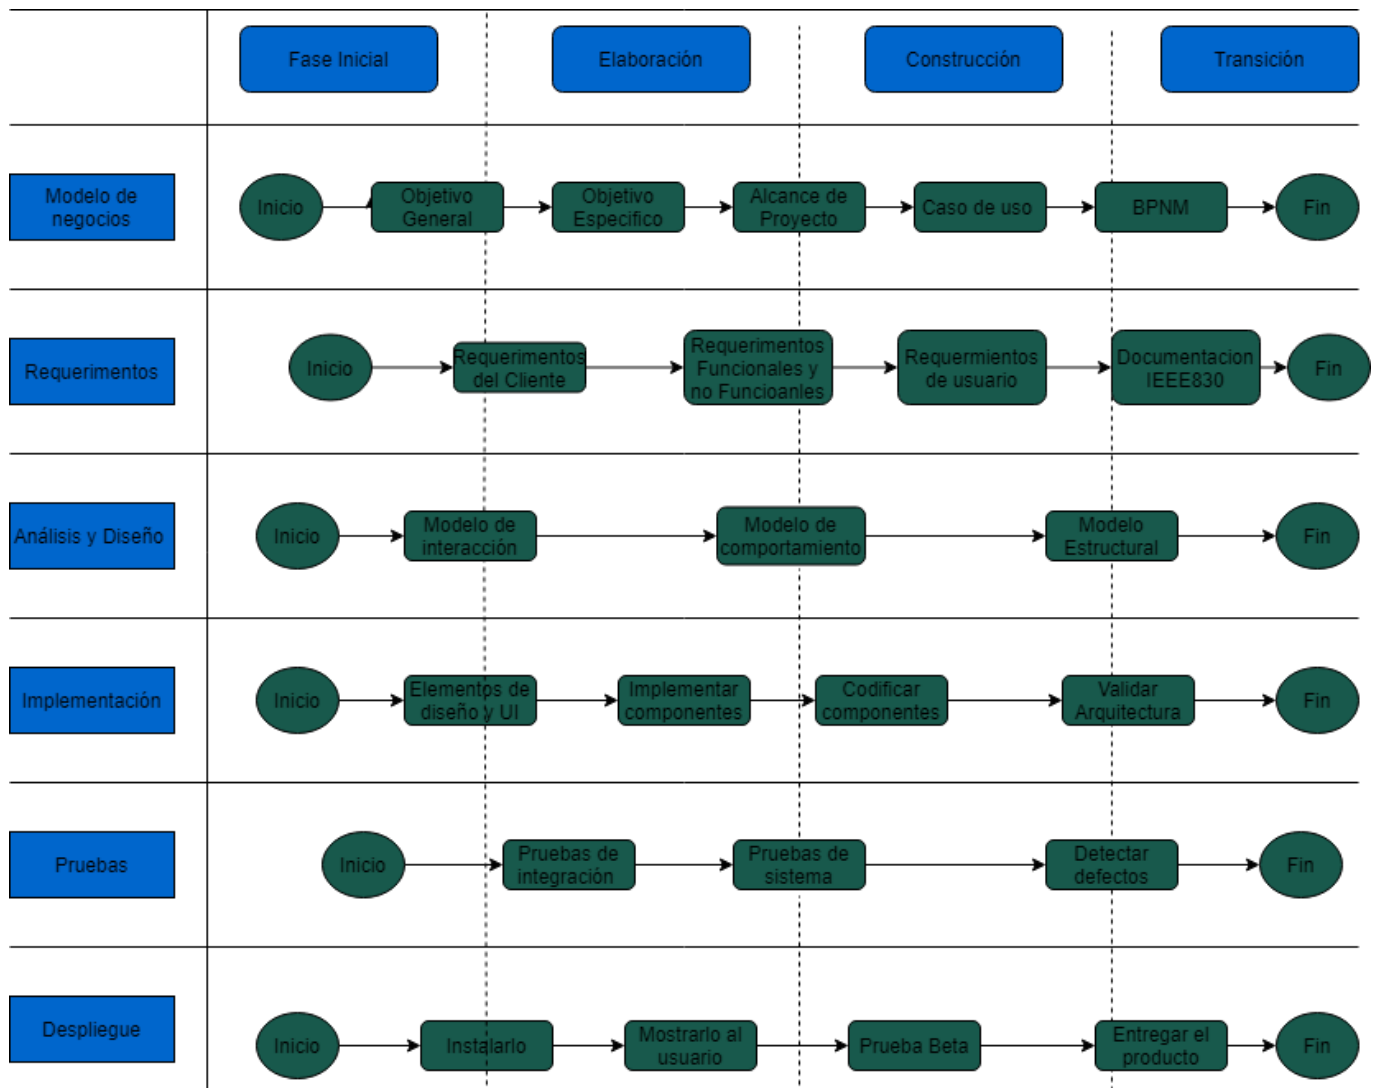 Fase Inicial
Elaboración
Construcción
Transición
Modelo de
negocios
Inicio
Objetivo
General
Objetivo
Especifico
Alcance de
Proyecto
Caso de uso
BPNM
Fin
Requerimentos
Inicio
Requerimentos
del Cliente
Requerimentos
Funcionales y
no Funcioanles
Requermientos
de usuario
Documentacion
IEEE830
Fin
Análisis y Diseño
Inicio
Modelo de
interacción
Modelo de
comportamiento
Modelo
Estructural
Fin
Implementación
Inicio
Elementos de
diseño y UI
Implementar
componentes
Codificar
componentes
Validar
Arquitectura
Fin
Pruebas
Inicio
Pruebas de
integración
Pruebas de
sistema
Detectar
defectos
Fin
Despliegue
Inicio
Instalarlo
Mostrarlo al
usuario
Prueba Beta
Entregar el
producto
Fin